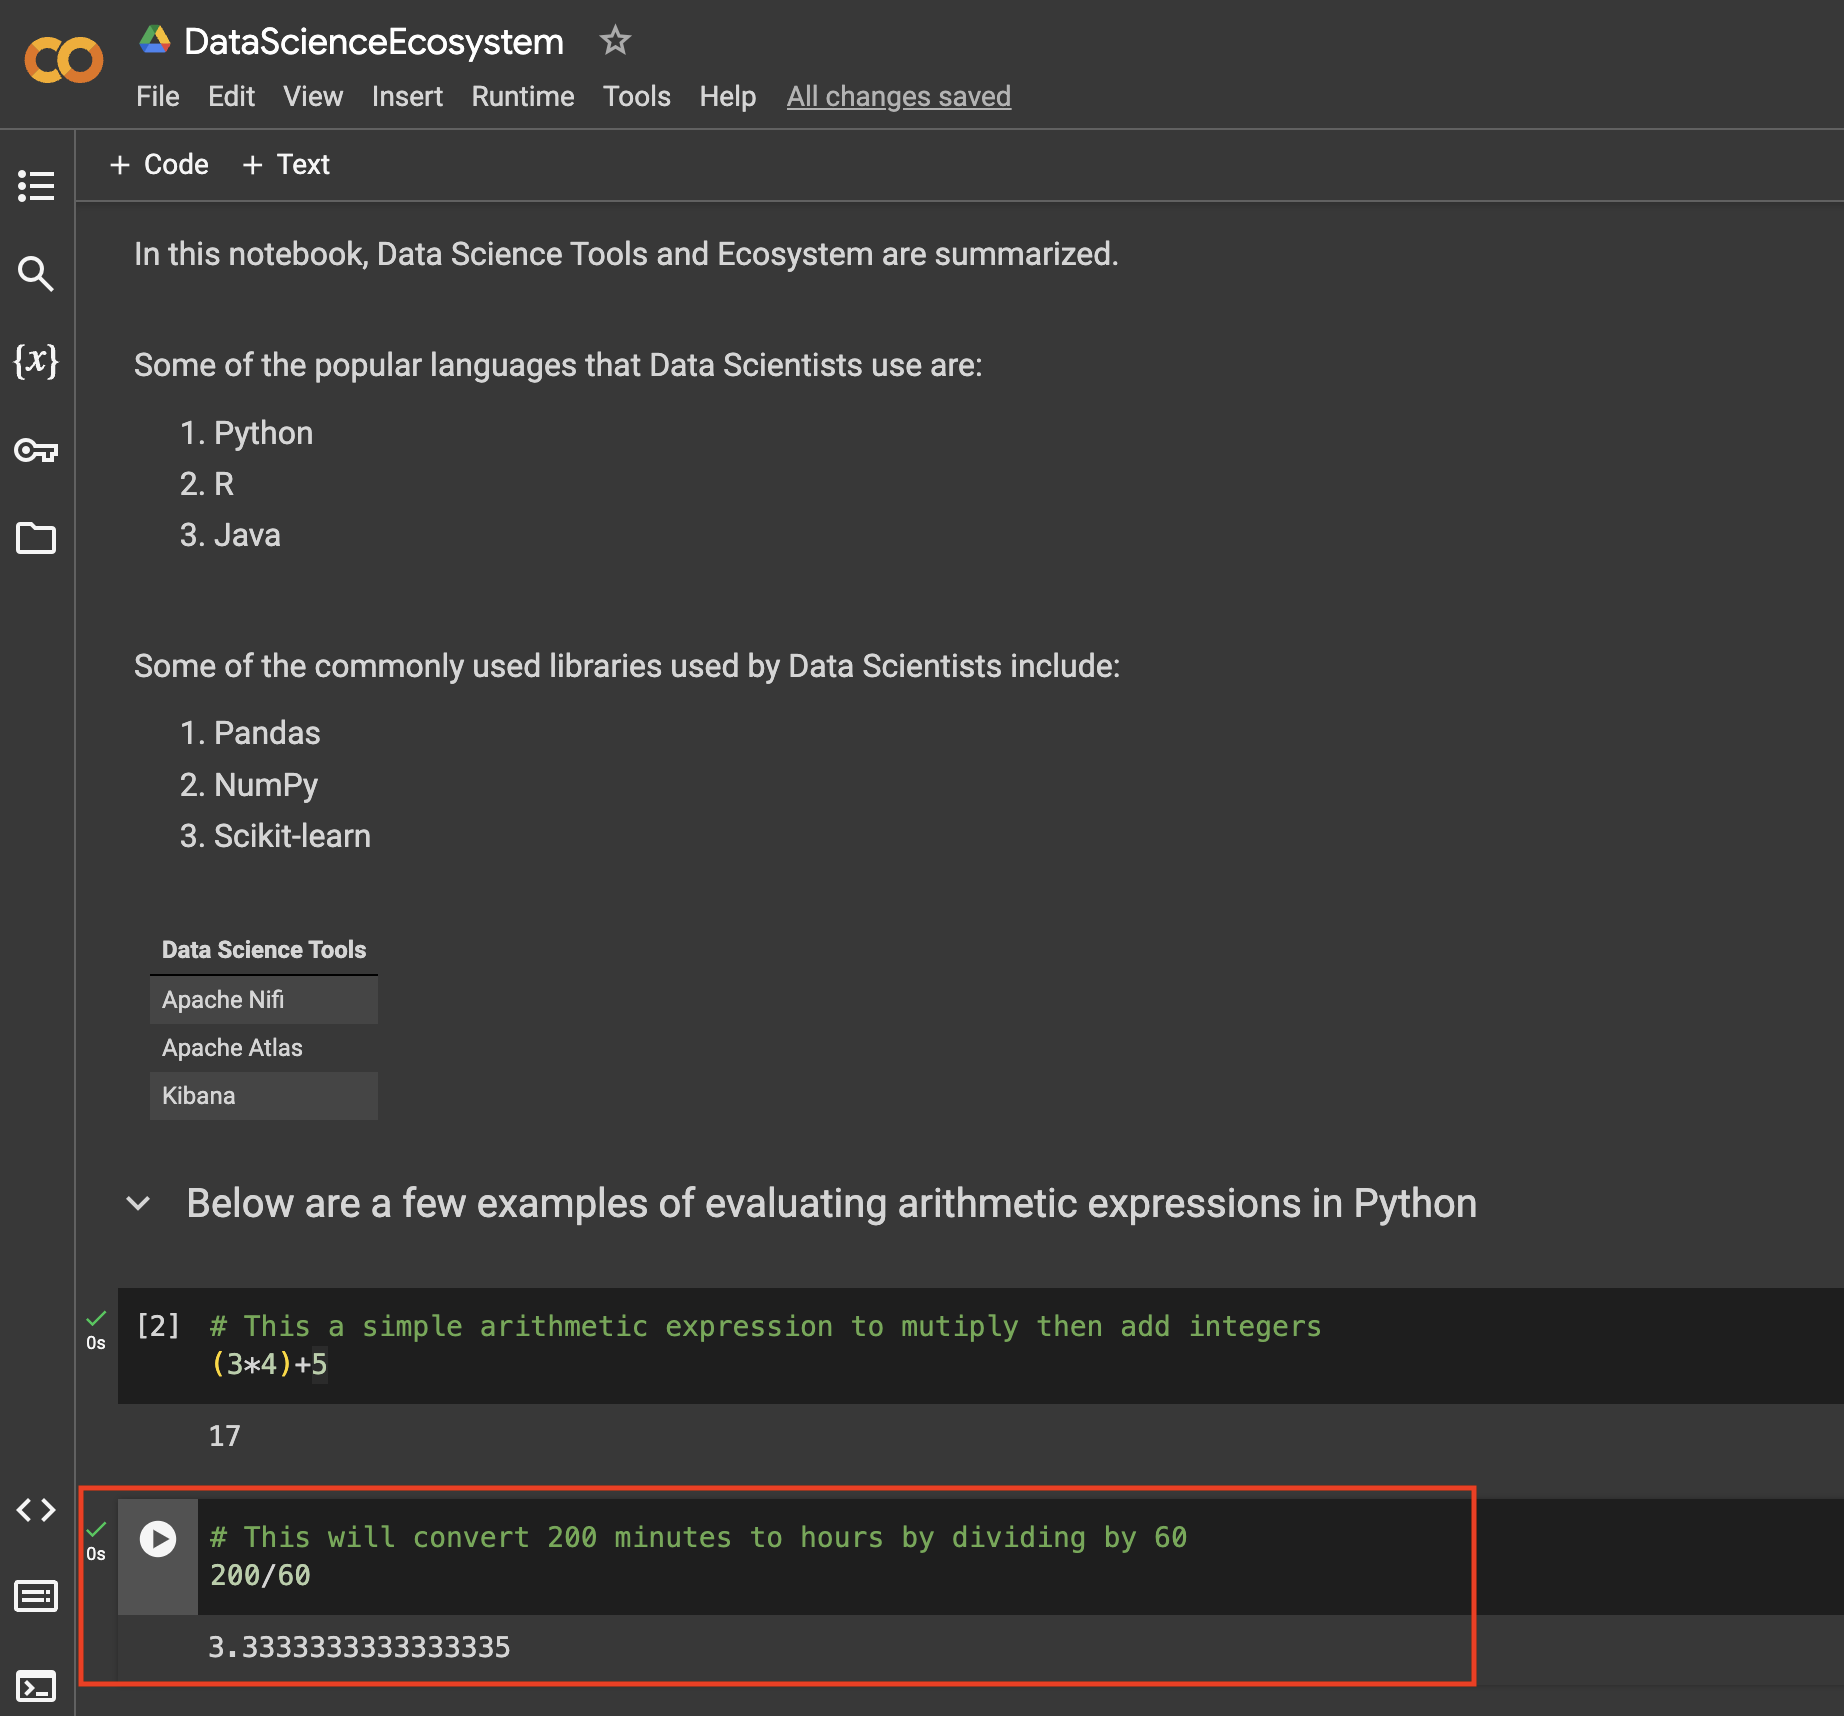 DataScienceEcosystem
File Edit View Insert Runtime Tools Help All changes saved
+ Code + Text
In this notebook, Data Science Tools and Ecosystem are summarized.
Some of the popular languages that Data Scientists use are:
1. Python
2. R
3. Java
Some of the commonly used libraries used by Data Scientists include:
1. Pandas
2. NumPy
3. Scikit-learn
Data Science Tools
Apache Nifi
Apache Atlas
Kibana
Below are a few examples of evaluating arithmetic expressions in Python
0s [2] # This a simple arithmetic expression to mutiply then add integers
(3*4)+5
17
0s # This will convert 200 minutes to hours by dividing by 60
200/60
3.3333333333333335